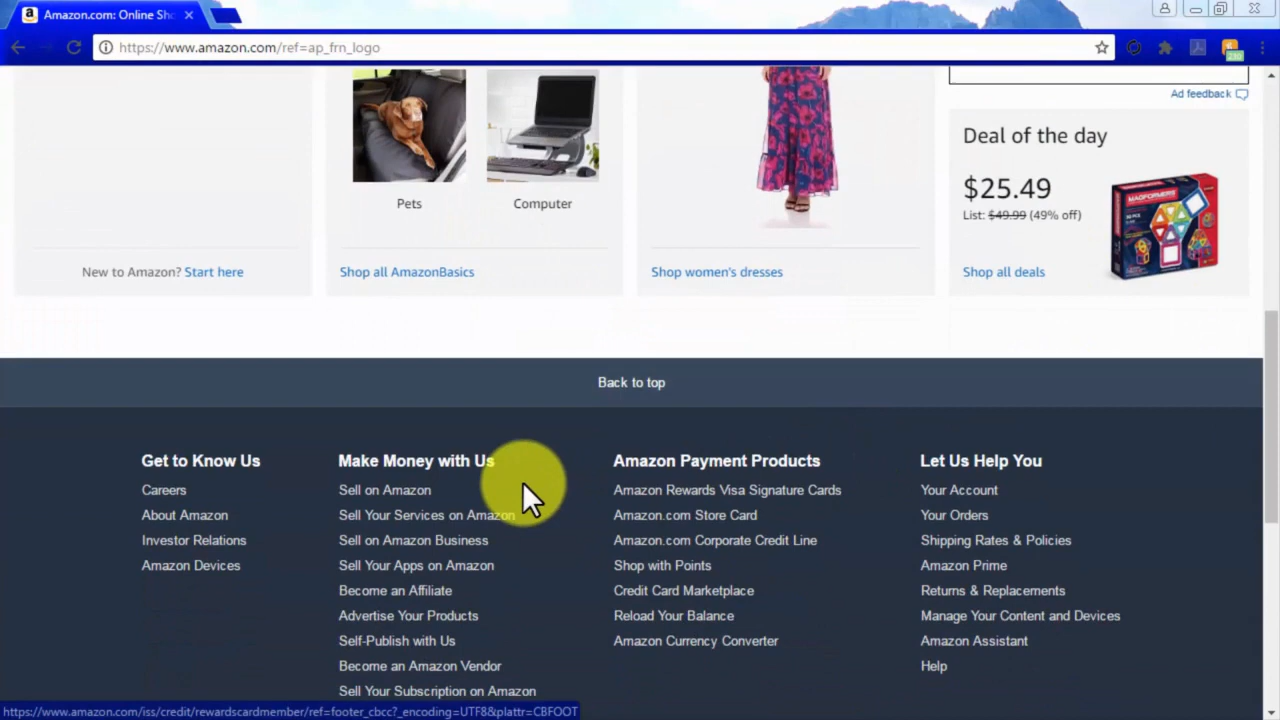 Amazon.com: Online Sho
https://www.amazon.com/ref=ap_frn_logo
Ad feedback
Deal of the day
$25.49
List: $49.99 (49% off)
MAGFORMERS
Pets
Computer
New to Amazon? Start here
Shop all AmazonBasics
Shop women's dresses
Shop all deals
Back to top
Get to Know Us
Careers
About Amazon
Investor Relations
Amazon Devices
Make Money with Us
Sell on Amazon
Sell Your Services on Amazon
Sell on Amazon Business
Sell Your Apps on Amazon
Become an Affiliate
Advertise Your Products
Self-Publish with Us
Become an Amazon Vendor
Sell Your Subscription on Amazon
Amazon Payment Products
Amazon Rewards Visa Signature Cards
Amazon.com Store Card
Amazon.com Corporate Credit Line
Shop with Points
Credit Card Marketplace
Reload Your Balance
Amazon Currency Converter
Let Us Help You
Your Account
Your Orders
Shipping Rates & Policies
Amazon Prime
Returns & Replacements
Manage Your Content and Devices
Amazon Assistant
Help
https://www.amazon.com/iss/credit/rewardscardmember/ref=footer_cbcc?_encoding=UTF8&plattr=CBFOOT